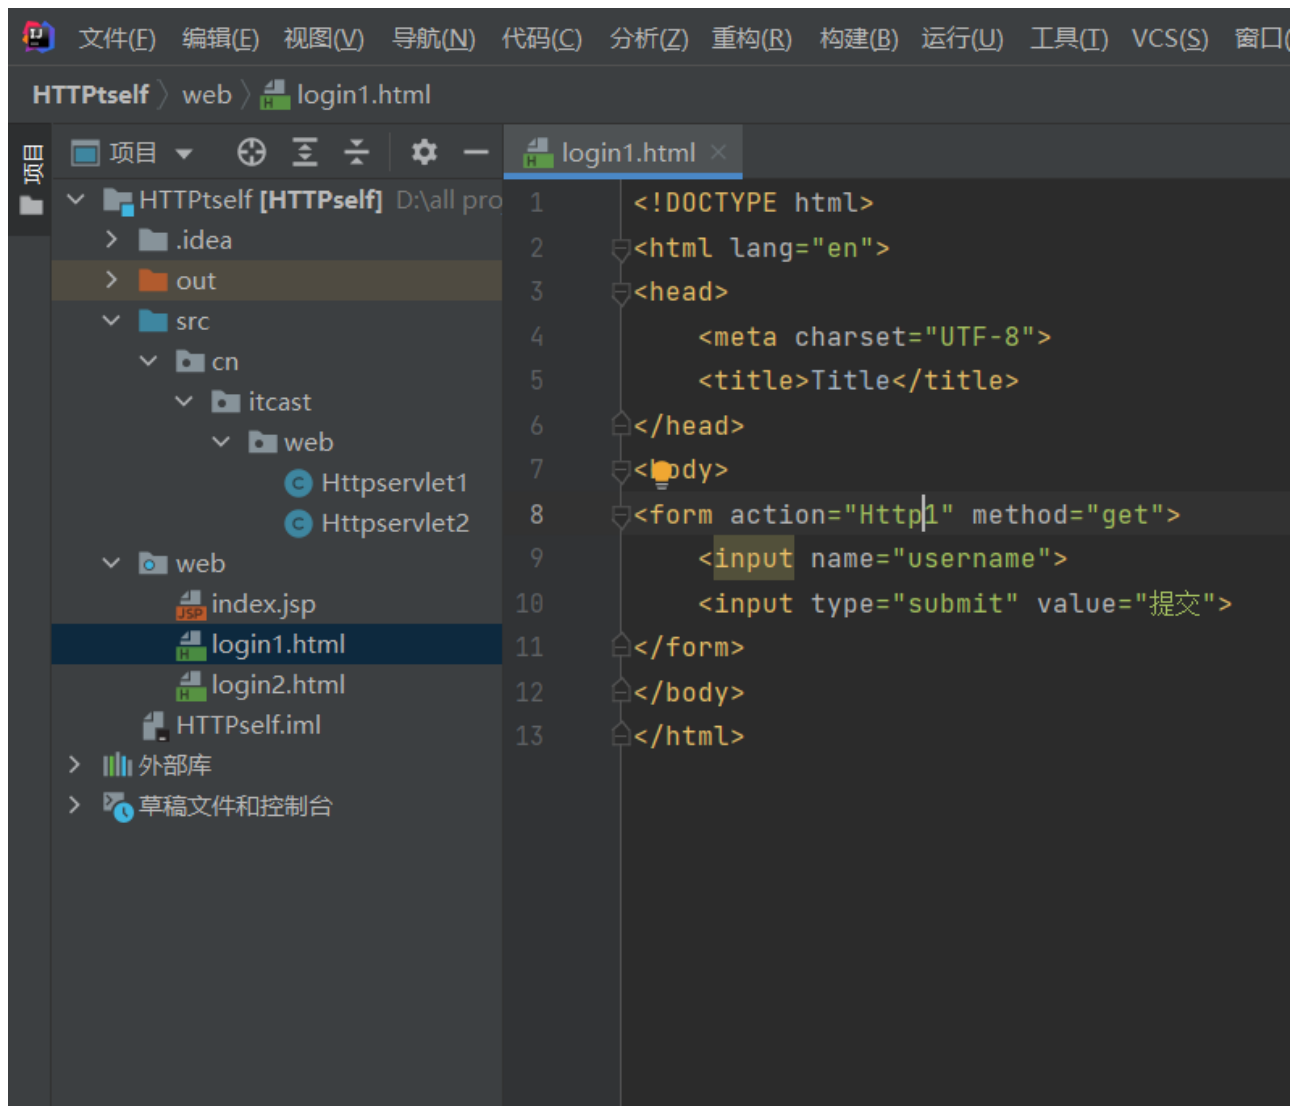 文件(F) 编辑(E) 视图(V) 导航(N) 代码(C) 分析(Z) 重构(R) 构建(B) 运行(U) 工具(T) VCS(S) 窗口(
HTTPtself web login1.html
项目
项目
login1.html
HTTPtself [HTTPself] D:\all pro
.idea
out
src
cn
itcast
web
Httpservlet1
Httpservlet2
web
index.jsp
login1.html
login2.html
HTTPself.iml
外部库
草稿文件和控制台
1 <!DOCTYPE html>
2 <html lang="en">
3 <head>
4 <meta charset="UTF-8">
5 <title>Title</title>
6 </head>
7 <body>
8 <form action="Http1" method="get">
9 <input name="username">
10 <input type="submit" value="提交">
11 </form>
12 </body>
13 </html>